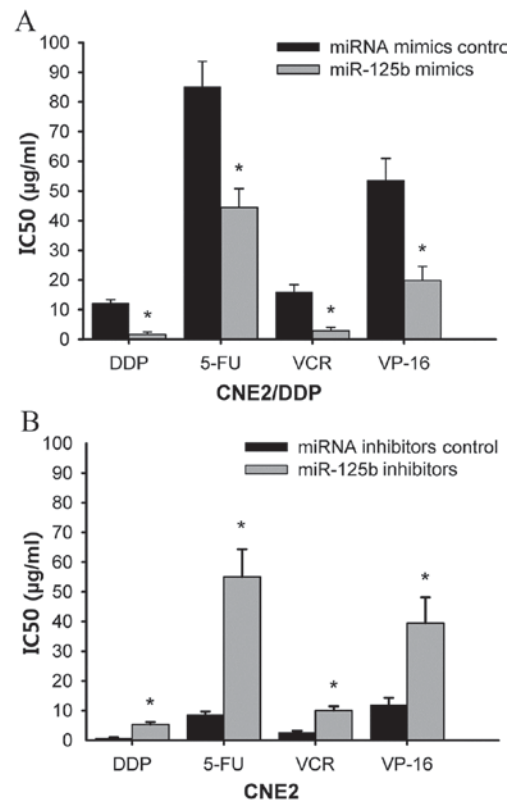 A
miRNA mimics contro
miR-125b mimics
IC50 (µg/ml)
100
90
80
70
60
50
40
30
20
10
0
*
*
*
*
DDP 5-FU VCR VP-16
CNE2/DDP
B
miRNA inhibitors control
miR-125b inhibitors
IC50 (µg/ml)
100
90
80
70
60
50
40
30
20
10
0
*
*
*
*
DDP 5-FU VCR VP-16
CNE2